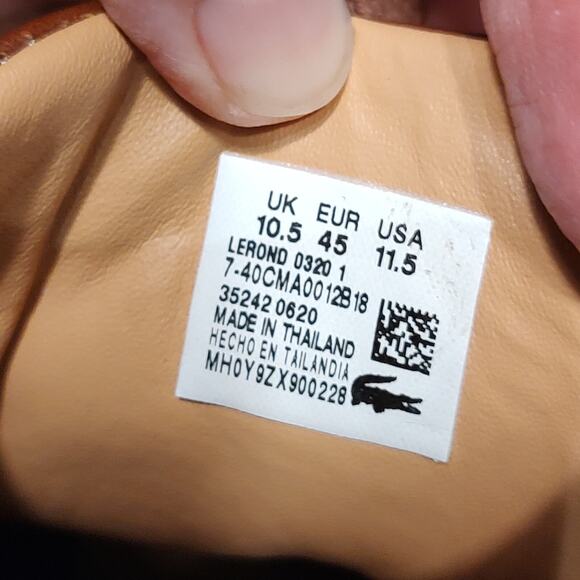 UK EUR USA
10.5 45 11.5
LEROND 0320 1
7-40CMA0012B18
35242 0620
MADE IN THAILAND
HECHO EN TAILANDIA
MH0Y9ZX900228